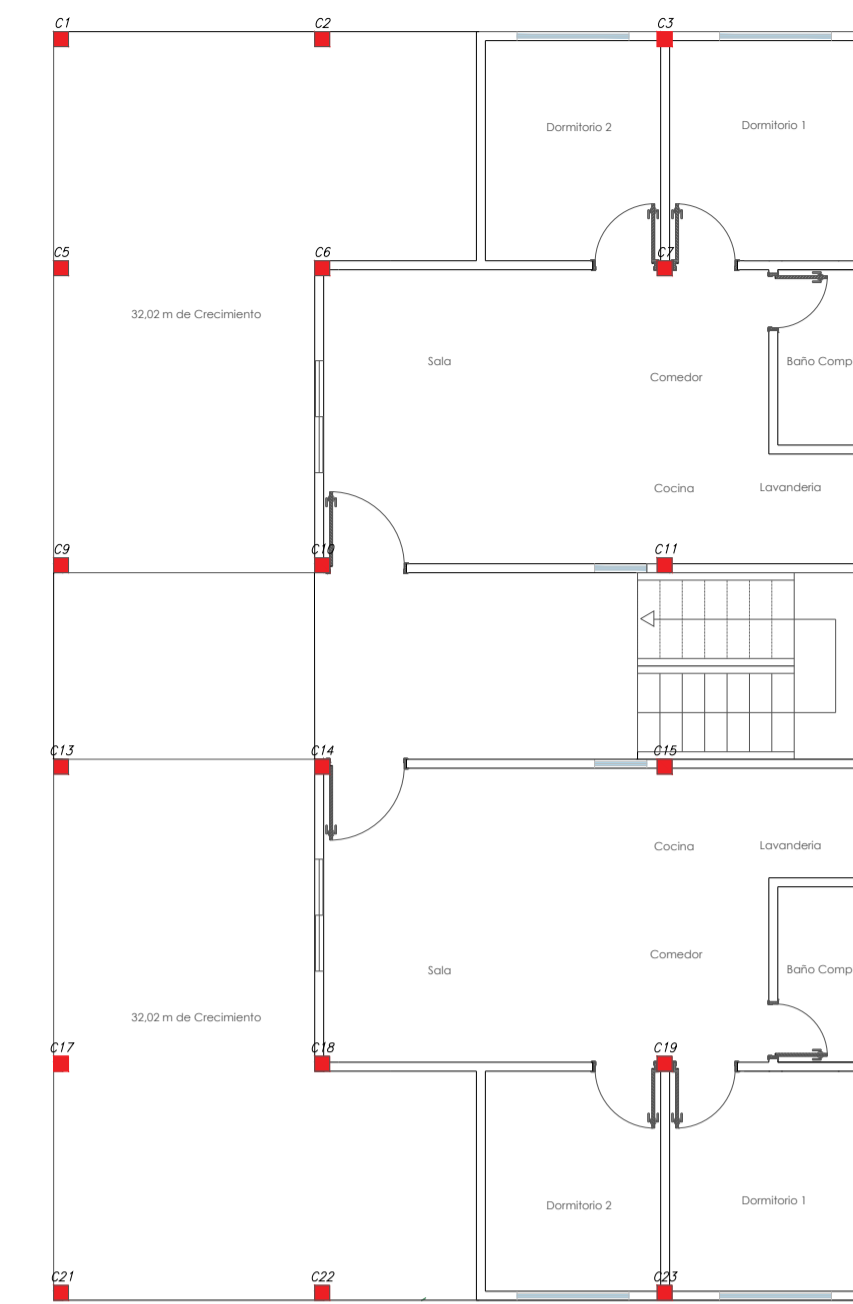 C1
C2
C3
Dormitorio 2
Dormitorio 1
C5
C6
C7
32,02 m de Crecimiento
Sala
Comedor
Baño Comp
Cocina
Lavanderia
C9
C10
C11
C13
C14
C15
Cocina
Lavanderia
Comedor
Sala
Baño Comp
32,02 m de Crecimiento
C17
C18
C19
Dormitorio 2
Dormitorio 1
C21
C22
C23